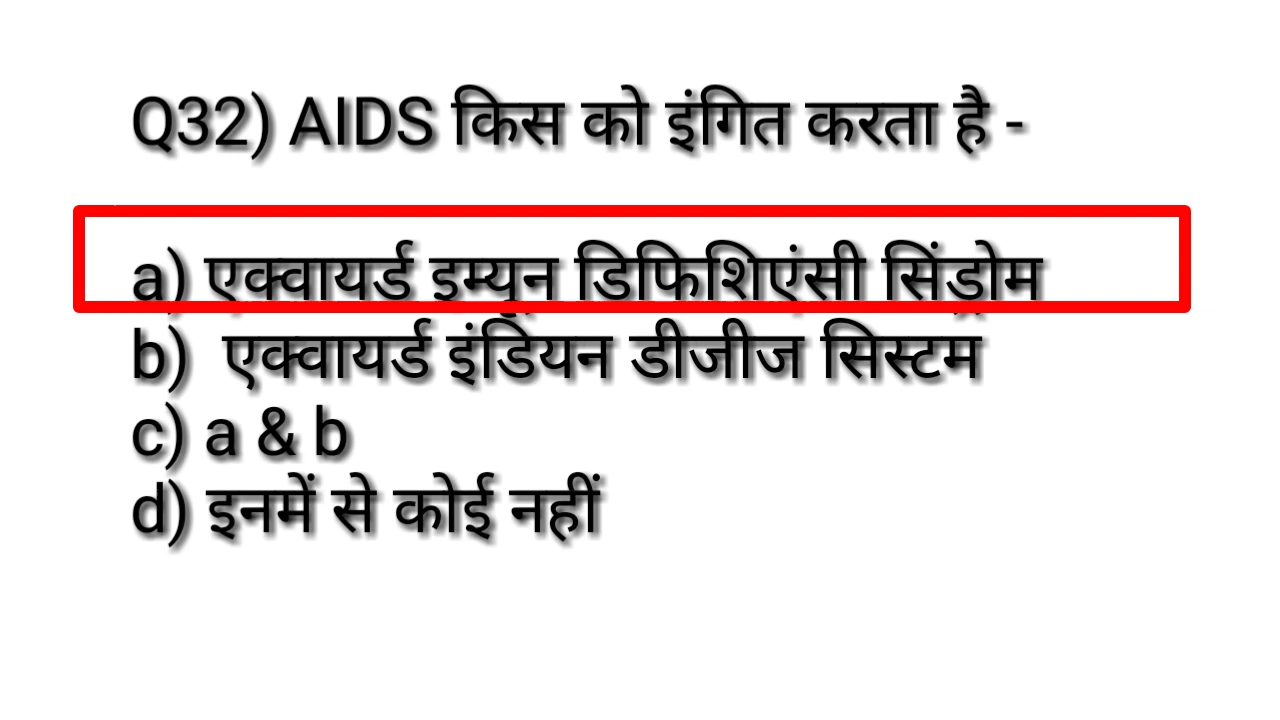 Q32) AIDS किस को इंगित करता है -
a) एक्वायर्ड इम्यून डिफिशिएंसी सिंड्रोम
b) एक्वायर्ड इंडियन डीजीज सिस्टम
c) a & b
d) इनमें से कोई नहीं